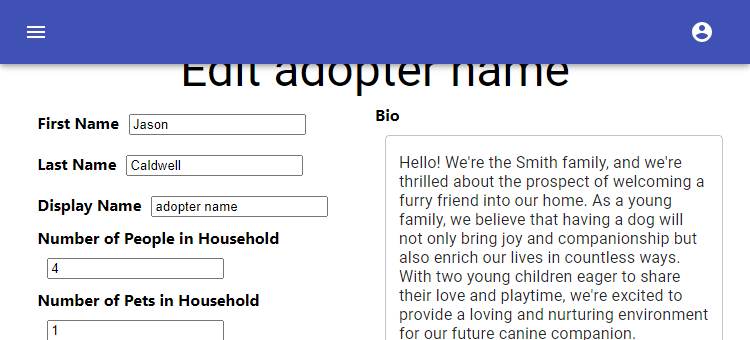 Edit adopter name
First Name Jason
Last Name Caldwell
Display Name adopter name
Number of People in Household
4
Number of Pets in Household
1
Bio
Hello! We're the Smith family, and we're
thrilled about the prospect of welcoming a
furry friend into our home. As a young
family, we believe that having a dog will
not only bring joy and companionship but
also enrich our lives in countless ways.
With two young children eager to share
their love and playtime, we're excited to
provide a loving and nurturing environment
for our future canine companion.